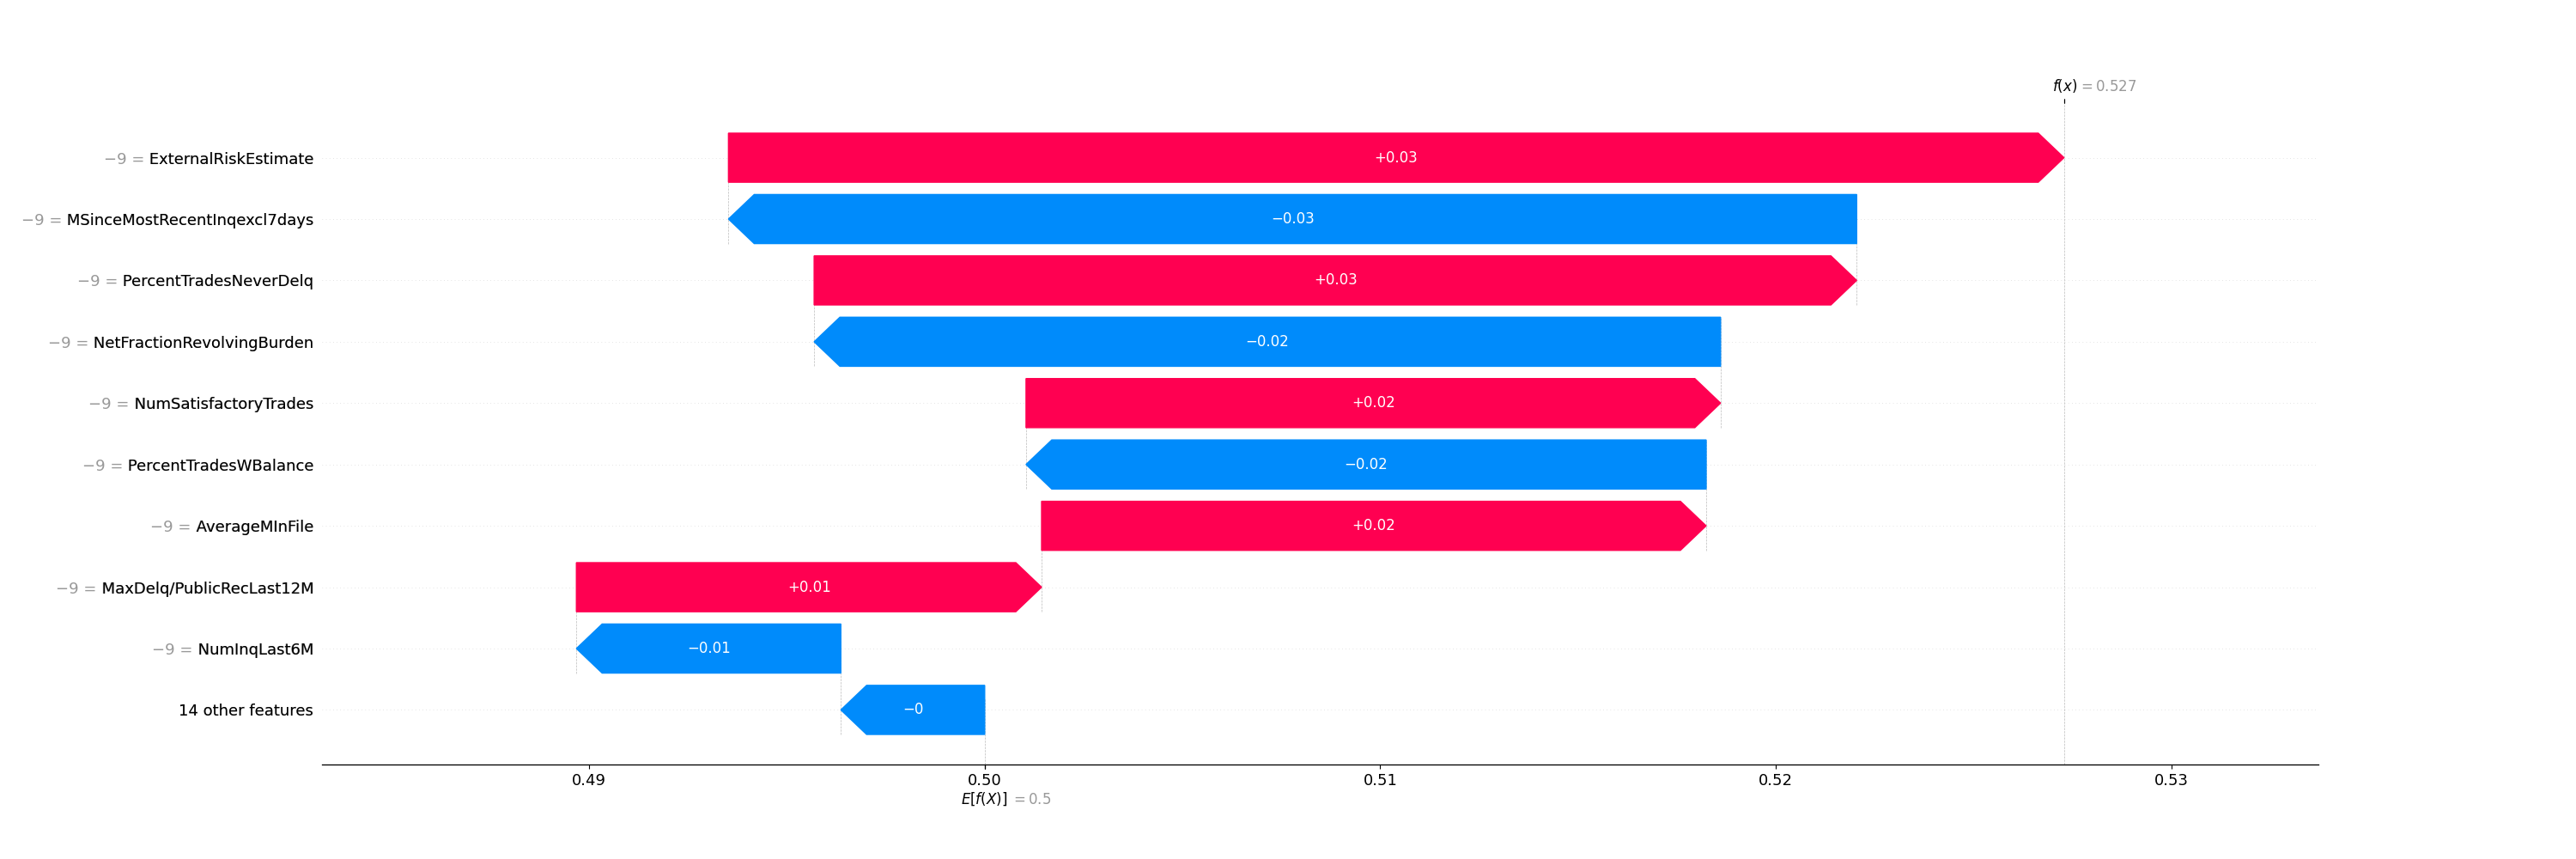 f(x) = 0.527
−9 = ExternalRiskEstimate
+0.03
−9 = MSinceMostRecentInqexcl7days
−0.03
−9 = PercentTradesNeverDelq
+0.03
−9 = NetFractionRevolvingBurden
−0.02
−9 = NumSatisfactoryTrades
+0.02
−9 = PercentTradesWBalance
−0.02
−9 = AverageMInFile
+0.02
−9 = MaxDelq/PublicRecLast12M
+0.01
−9 = NumInqLast6M
−0.01
14 other features
−0
0.49 0.50 0.51 0.52 0.53
E[f(X)] = 0.5